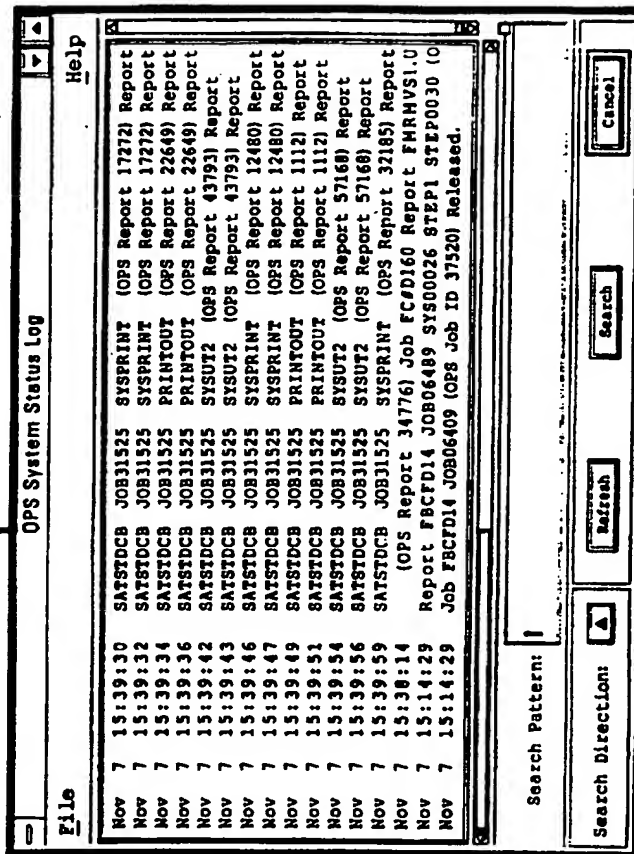 OPS System Status Log
File Help
Nov 7 15:39:30 SATSTDCB JOB31525 SYSPRINT (OPS Report 17272) Report
Nov 7 15:39:32 SATSTDCB JOB31525 SYSPRINT (OPS Report 17272) Report
Nov 7 15:39:34 SATSTDCB JOB31525 PRINTOUT (OPS Report 22649) Report
Nov 7 15:39:36 SATSTDCB JOB31525 PRINTOUT (OPS Report 22649) Report
Nov 7 15:39:42 SATSTDCB JOB31525 SYSUT2 (OPS Report 43793) Report
Nov 7 15:39:43 SATSTDCB JOB31525 SYSUT2 (OPS Report 43793) Report
Nov 7 15:39:46 SATSTDCB JOB31525 SYSPRINT (OPS Report 12480) Report
Nov 7 15:39:47 SATSTDCB JOB31525 SYSPRINT (OPS Report 12480) Report
Nov 7 15:39:49 SATSTDCB JOB31525 PRINTOUT (OPS Report 1112) Report
Nov 7 15:39:51 SATSTDCB JOB31525 PRINTOUT (OPS Report 1112) Report
Nov 7 15:39:54 SATSTDCB JOB31525 SYSUT2 (OPS Report 57168) Report
Nov 7 15:39:56 SATSTDCB JOB31525 SYSUT2 (OPS Report 57168) Report
Nov 7 15:39:59 SATSTDCB JOB31525 SYSPRINT (OPS Report 32185) Report
Nov 7 15:38:14 (OPS Report 34776) Job FC#D160 Report FMRMVS1.U
Nov 7 15:14:29 Report FBCFD14 JOB06489 SYS00026 STEP1 STEP0030 (O
Nov 7 15:14:29 Job FBCFD14 JOB06409 (OPS Job ID 37520) Released.
Search Pattern:
Search Direction: Refresh Search Cancel